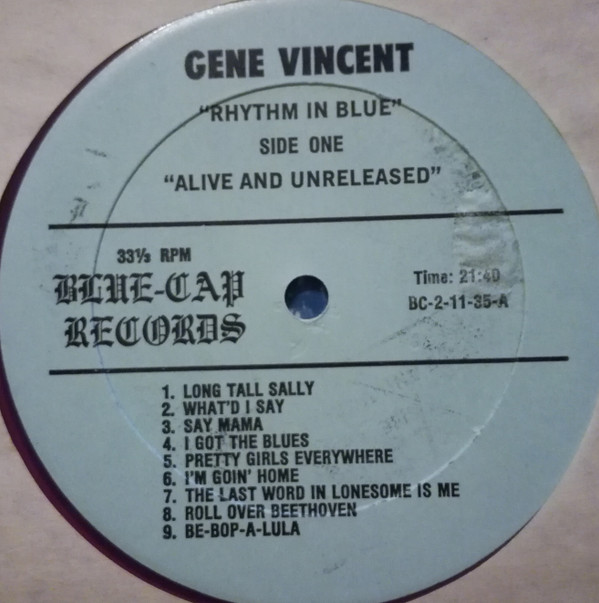 GENE VINCENT
"RHYTHM IN BLUE"
SIDE ONE
"ALIVE AND UNRELEASED"
33⅓ RPM
BLUE-CAP
RECORDS
Time: 21:40
BC-2-11-35-A
1. LONG TALL SALLY
2. WHAT'D I SAY
3. SAY MAMA
4. I GOT THE BLUES
5. PRETTY GIRLS EVERYWHERE
6. I'M GOIN' HOME
7. THE LAST WORD IN LONESOME IS ME
8. ROLL OVER BEETHOVEN
9. BE-BOP-A-LULA